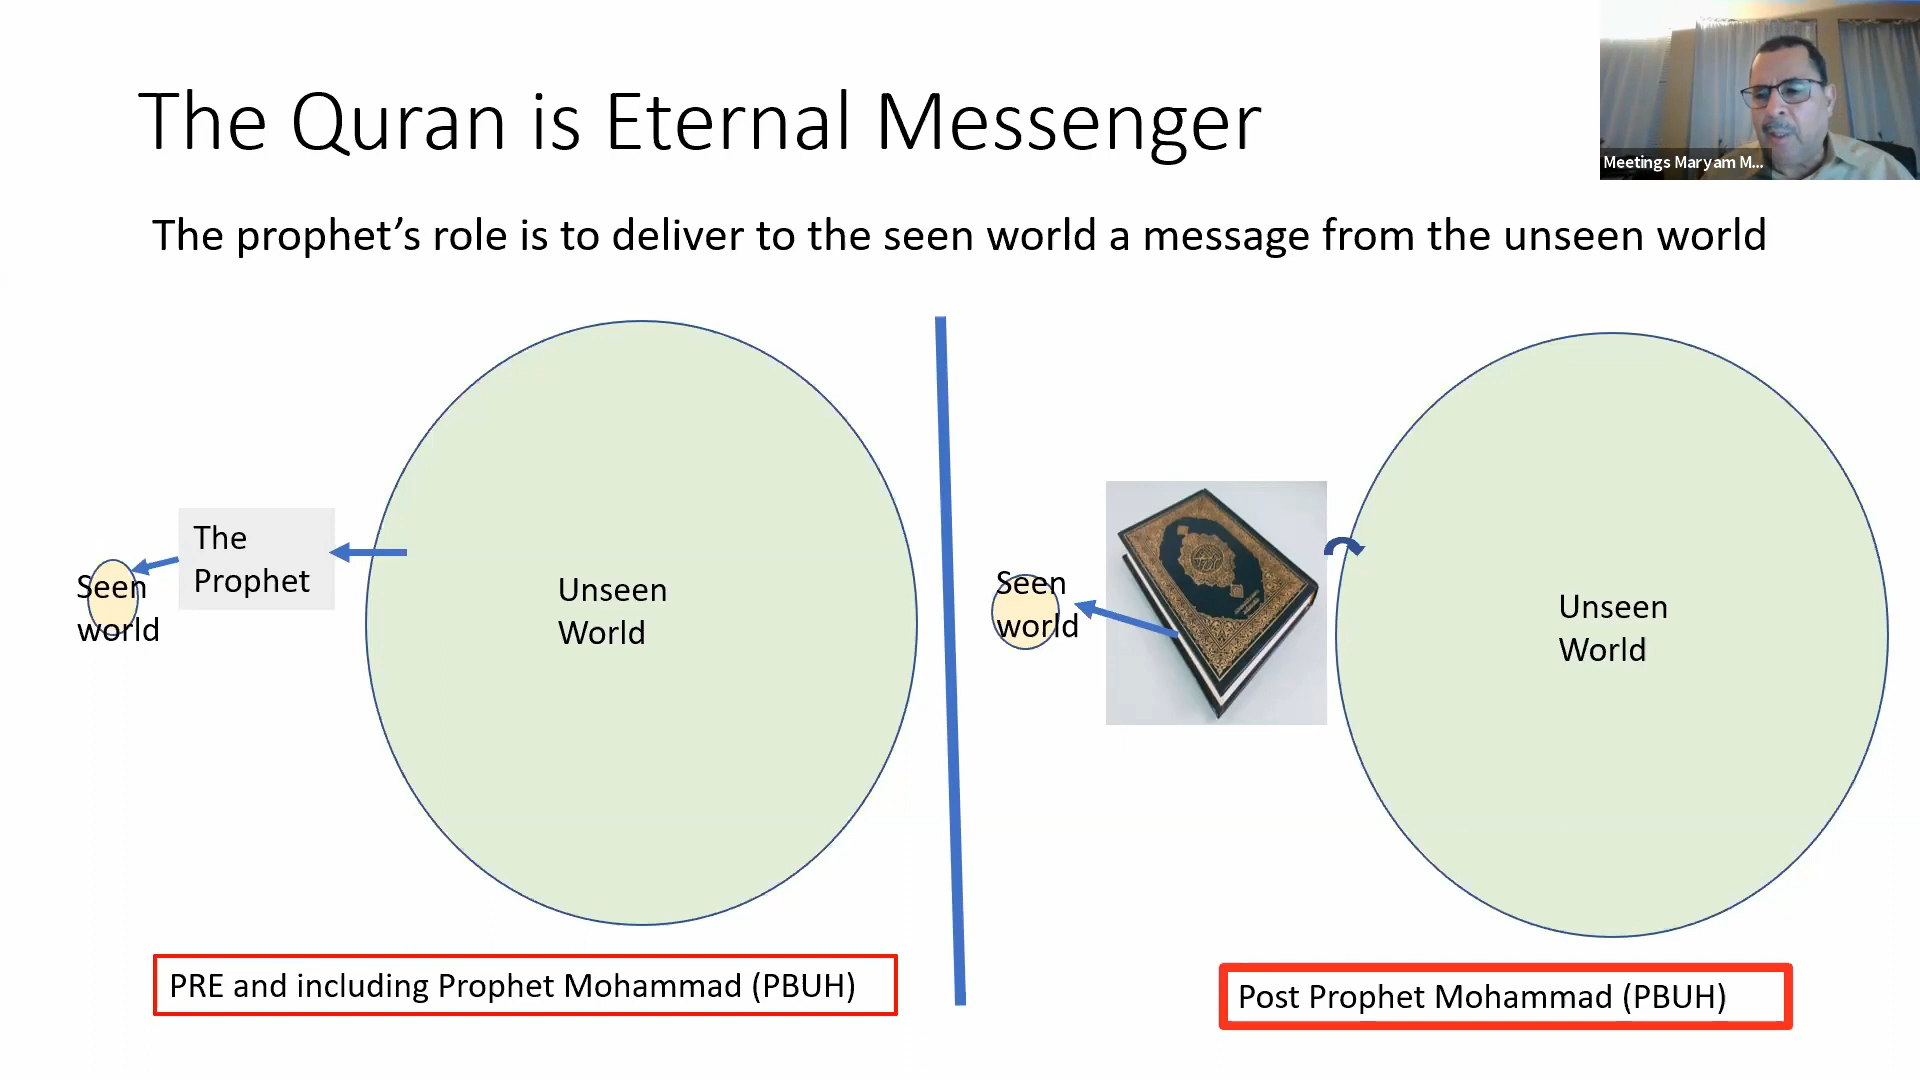 The Quran is Eternal Messenger
Meetings Maryam M...
The prophet's role is to deliver to the seen world a message from the unseen world
The
Prophet
Seen
world
Unseen
World
Seen
world
Unseen
World
PRE and including Prophet Mohammad (PBUH)
Post Prophet Mohammad (PBUH)